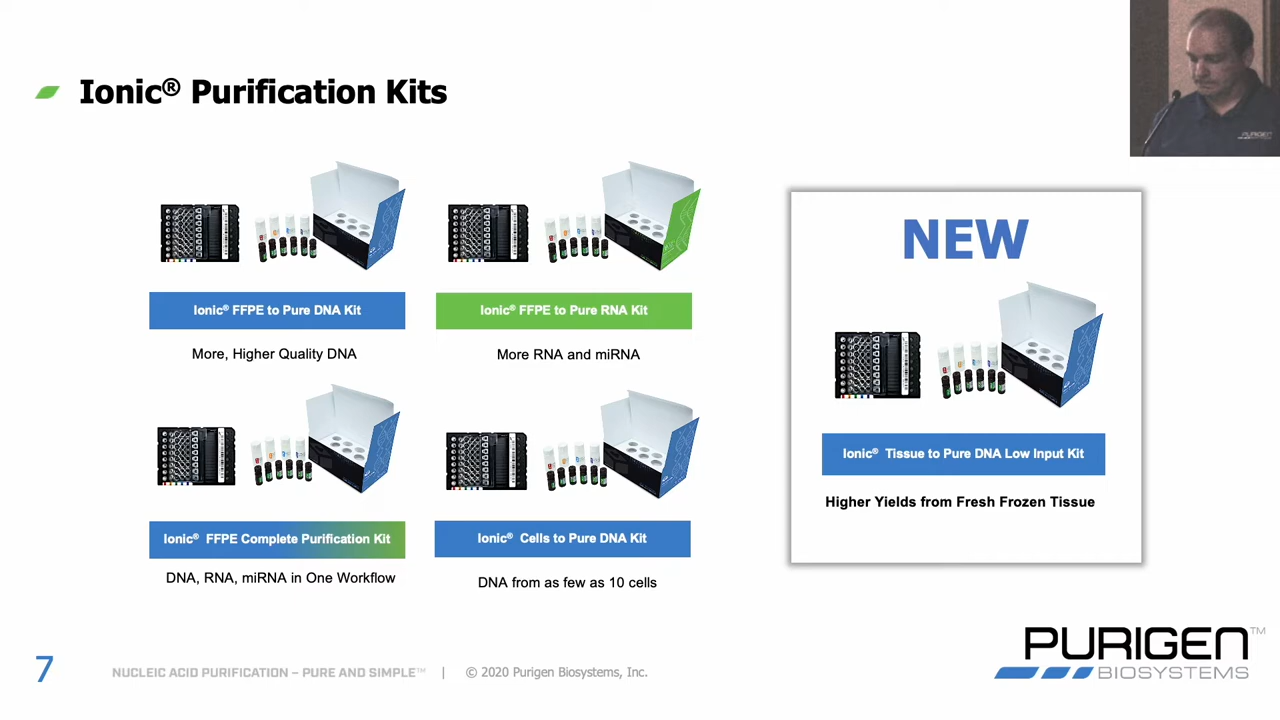 Ionic® Purification Kits
PURIGEN
Ionic® FFPE to Pure DNA Kit
More, Higher Quality DNA
Ionic® FFPE to Pure RNA Kit
More RNA and miRNA
Ionic® FFPE Complete Purification Kit
DNA, RNA, miRNA in One Workflow
Ionic® Cells to Pure DNA Kit
DNA from as few as 10 cells
NEW
Ionic® Tissue to Pure DNA Low Input Kit
Higher Yields from Fresh Frozen Tissue
7
NUCLEIC ACID PURIFICATION – PURE AND SIMPLE™ | © 2020 Purigen Biosystems, Inc.
PURIGEN™
BIOSYSTEMS